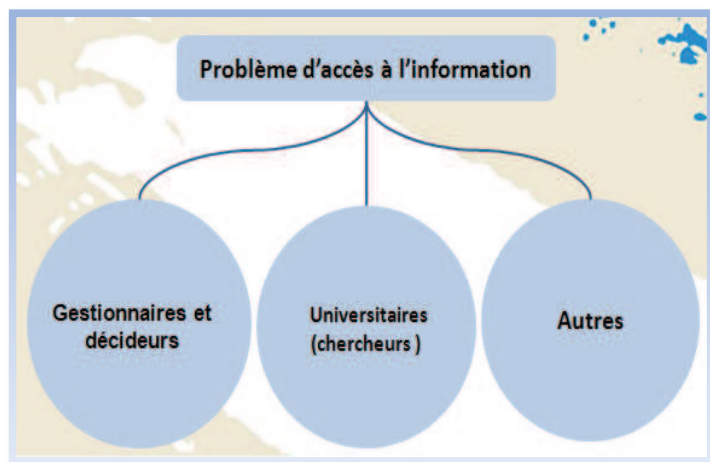 Problème d'accès à l'information
Gestionnaires et
décideurs
Universitaires
(chercheurs )
Autres